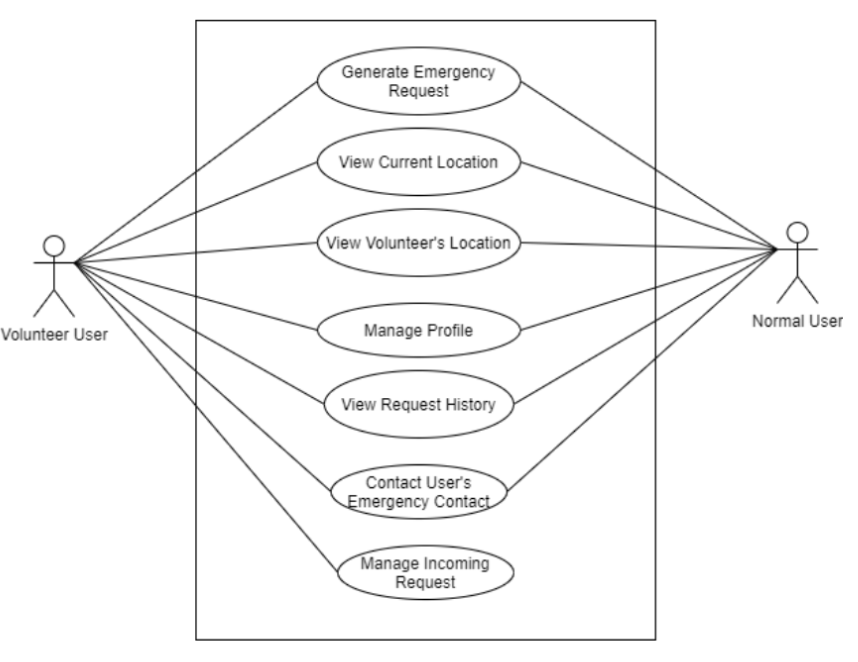 Generate Emergency
Request
View Current Location
View Volunteer's Location
Volunteer User
Normal User
Manage Profile
View Request History
Contact User's
Emergency Contact
Manage Incoming
Request